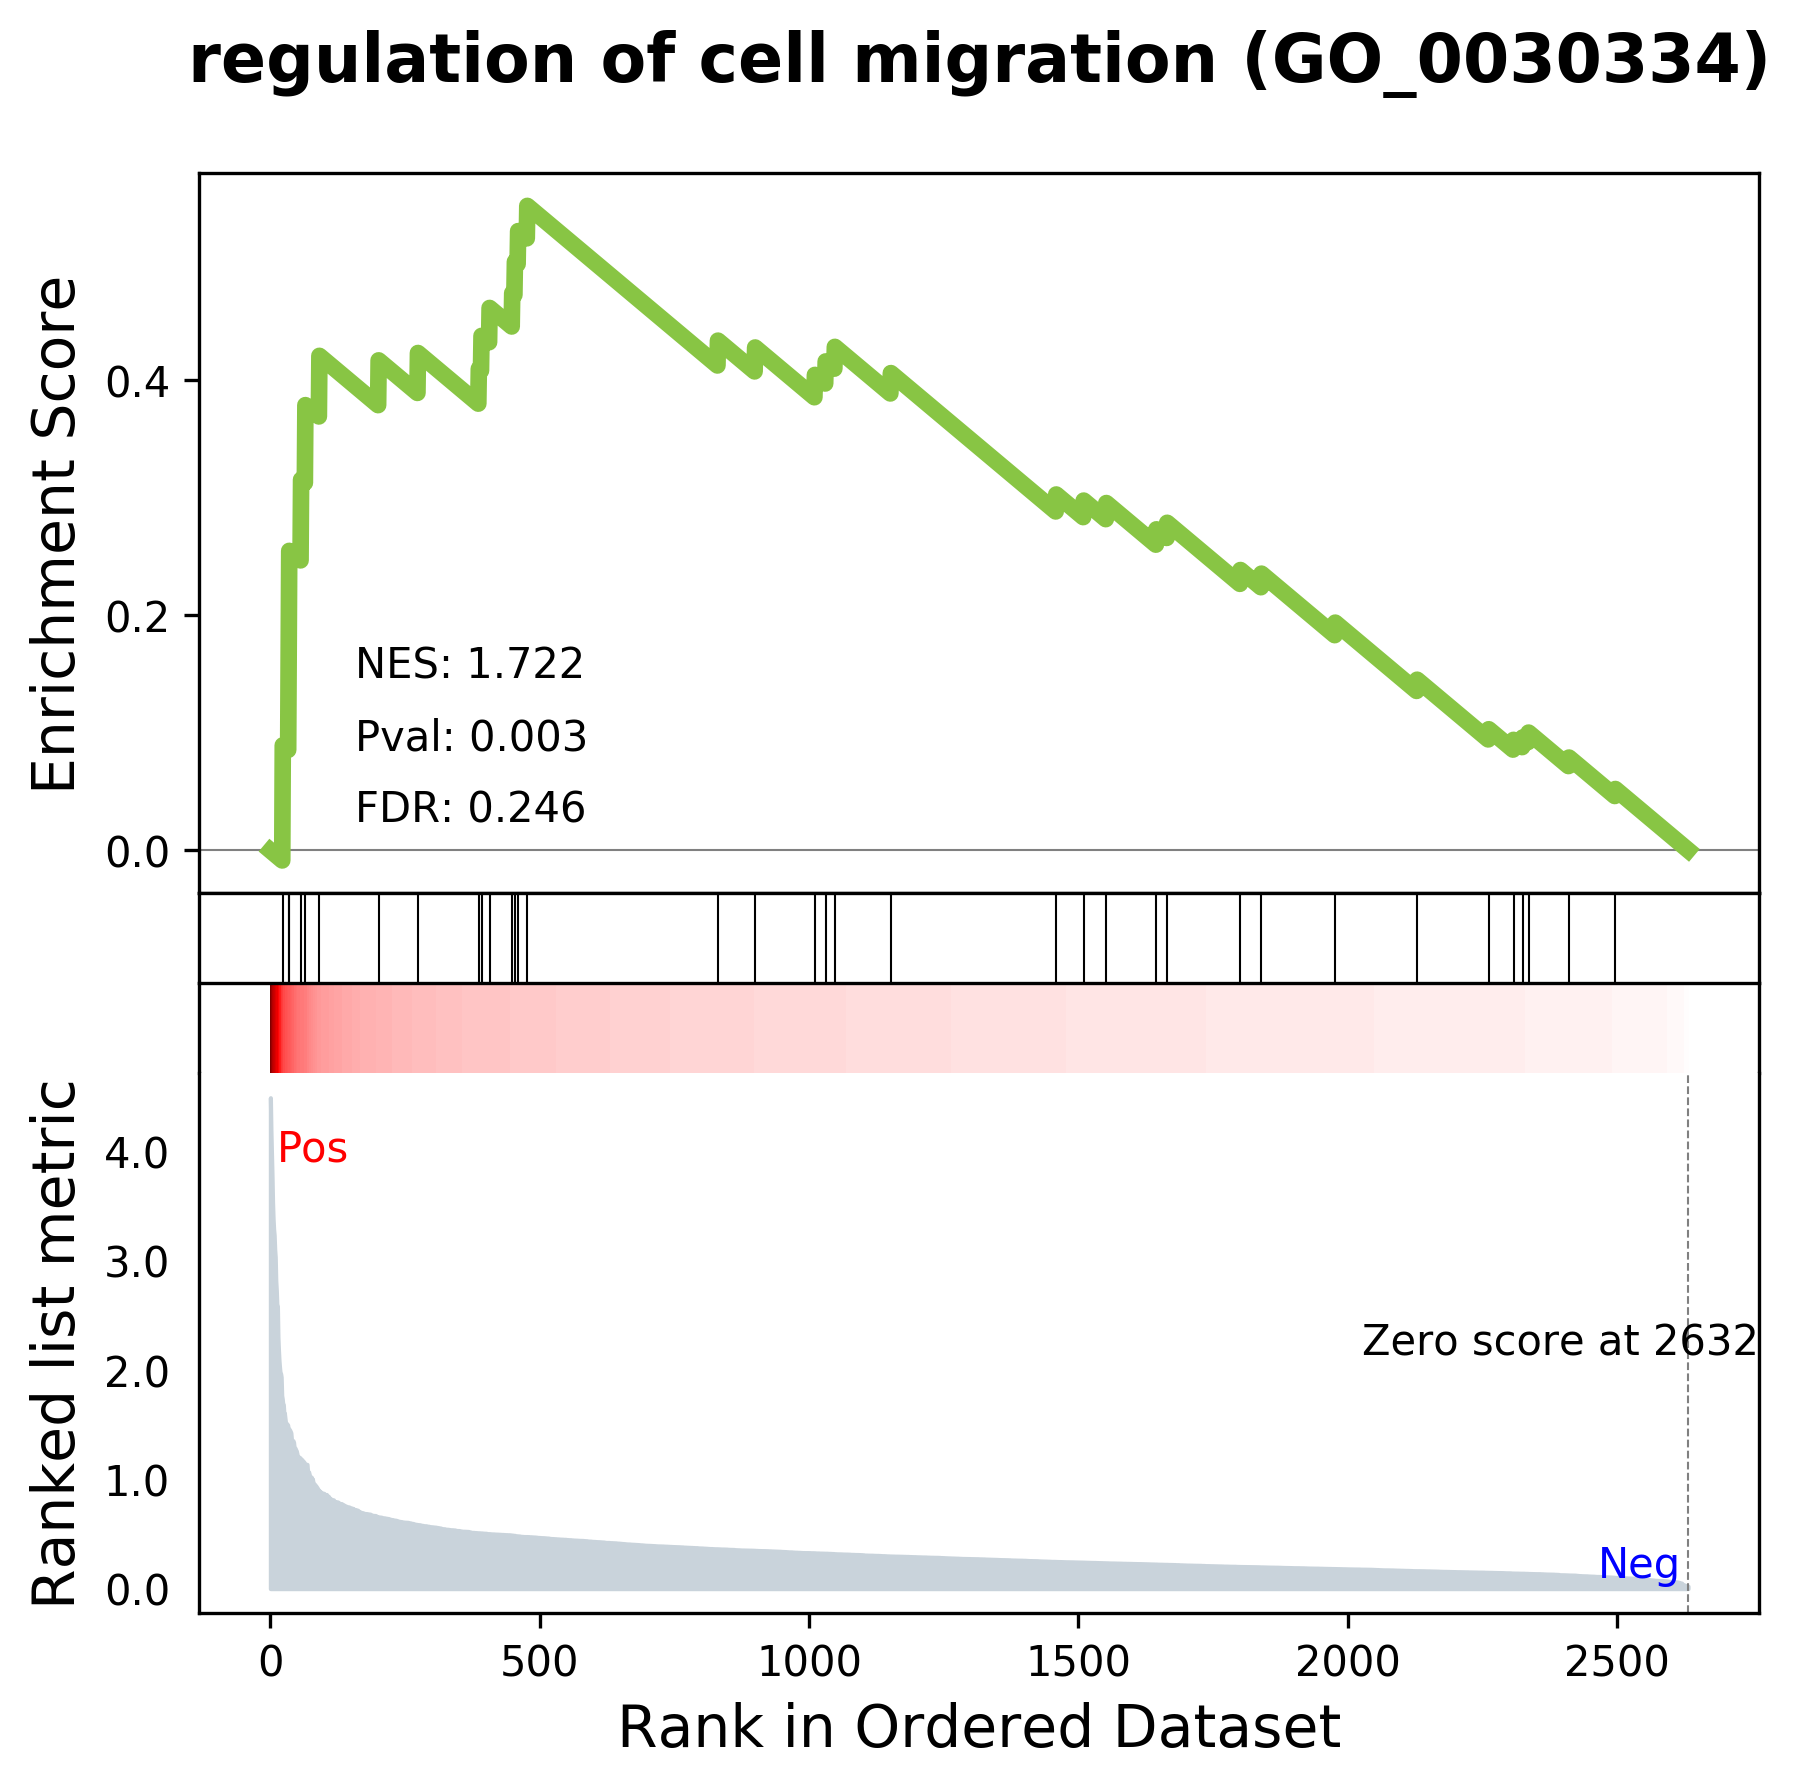 regulation of cell migration (GO_0030334)
Enrichment Score
0.4
0.2
0.0
NES: 1.722
Pval: 0.003
FDR: 0.246
Ranked list metric
4.0
3.0
2.0
1.0
0.0
Pos
Zero score at 2632
Neg
0 500 1000 1500 2000 2500
Rank in Ordered Dataset